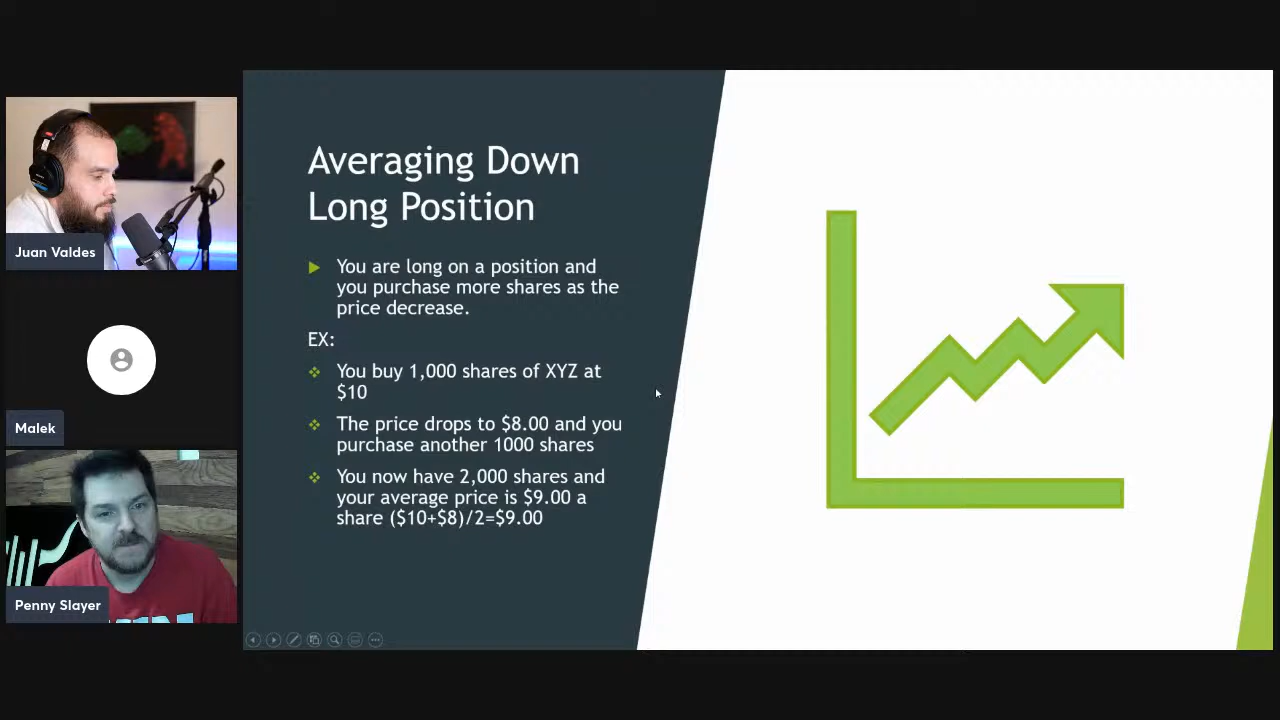 Juan Valdes
Malek
Penny Slayer
Averaging Down
Long Position
You are long on a position and
you purchase more shares as the
price decrease.
EX:
You buy 1,000 shares of XYZ at
$10
The price drops to $8.00 and you
purchase another 1000 shares
You now have 2,000 shares and
your average price is $9.00 a
share ($10+$8)/2=$9.00